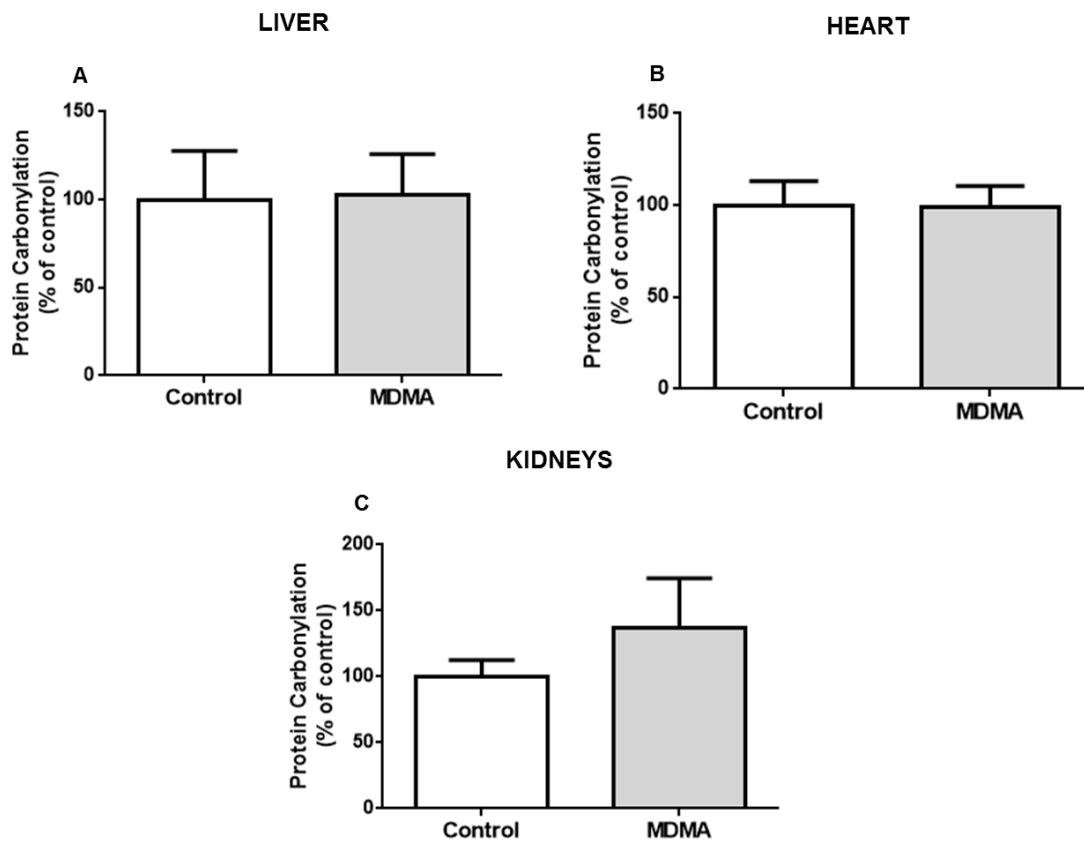 LIVER
A
Protein Carbonylation
(% of control)
150
100
50
0
Control MDMA
HEART
B
Protein Carbonylation
(% of control)
150
100
50
0
Control MDMA
KIDNEYS
C
Protein Carbonylation
(% of control)
200
150
100
50
0
Control MDMA